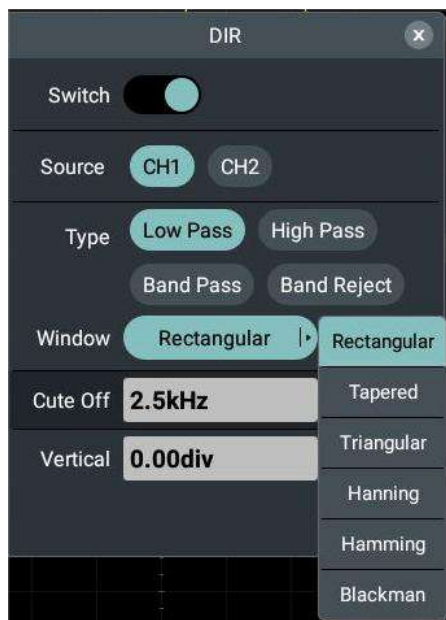 DIR
x
Switch
Source CH1 CH2
Type Low Pass High Pass
Band Pass Band Reject
Window Rectangular Rectangular
Cute Off 2.5kHz Tapered
Vertical 0.00div Triangular
Hanning
Hamming
Blackman